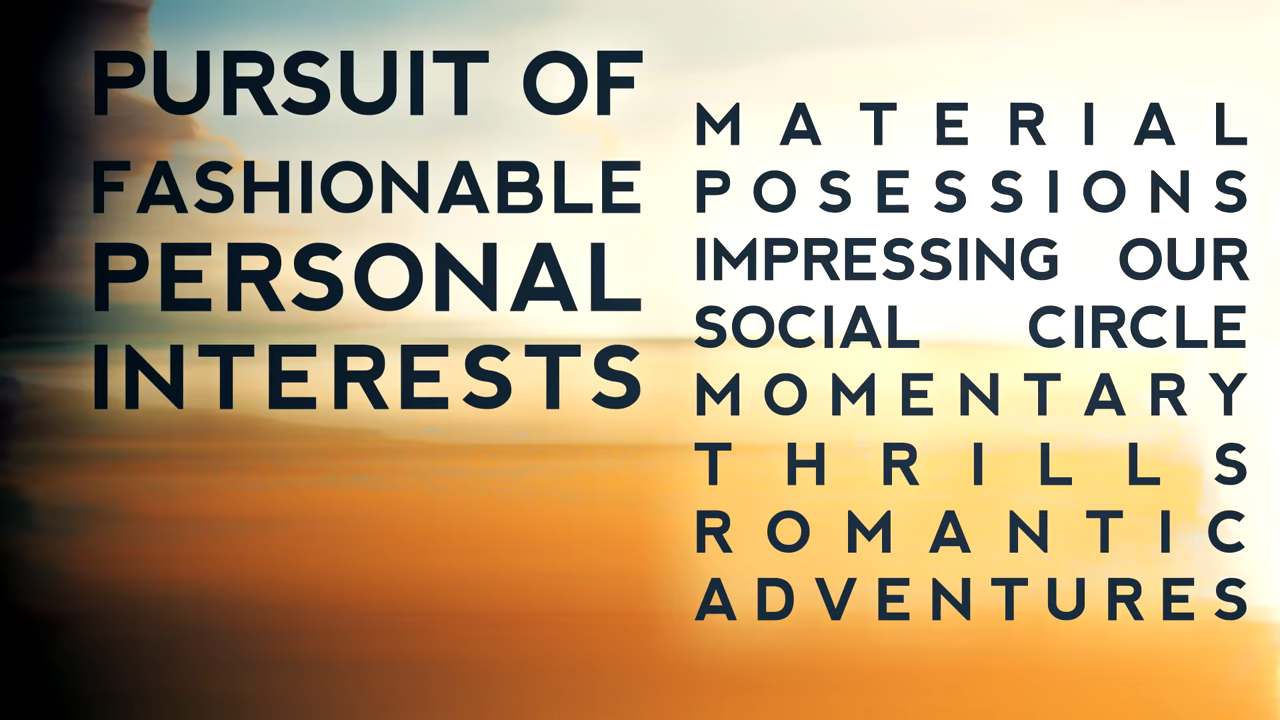 PURSUIT OF
FASHIONABLE
PERSONAL
INTERESTS
MATERIAL
POSESSIONS
IMPRESSING OUR
SOCIAL CIRCLE
MOMENTARY
THRILLS
ROMANTIC
ADVENTURES